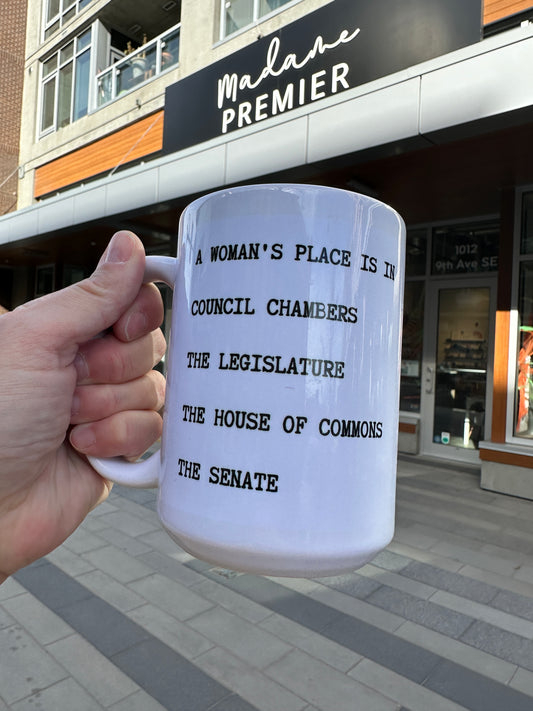 Madame
PREMIER
1012
9th Ave SE
A WOMAN'S PLACE IS IN
COUNCIL CHAMBERS
THE LEGISLATURE
THE HOUSE OF COMMONS
THE SENATE